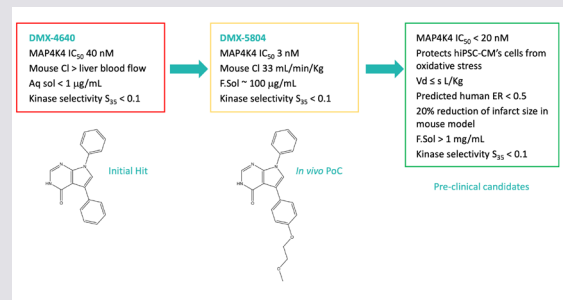 DMX-4640
MAP4K4 IC50 40 nM
Mouse Cl > liver blood flow
Aq sol < 1 µg/mL
Kinase selectivity S35 < 0.1
DMX-5804
MAP4K4 IC50 3 nM
Mouse Cl 33 mL/min/Kg
F.Sol ~ 100 µg/mL
Kinase selectivity S35 < 0.1
MAP4K4 IC50 < 20 nM
Protects hiPSC-CM's cells from
oxidative stress
Vd ≤ s L/Kg
Predicted human ER < 0.5
20% reduction of infarct size in
mouse model
F.Sol > 1 mg/mL
Kinase selectivity S35 < 0.1
Initial Hit
In vivo PoC
Pre-clinical candidates
N
N
N
HN
O
N
N
N
HN
O
O
O